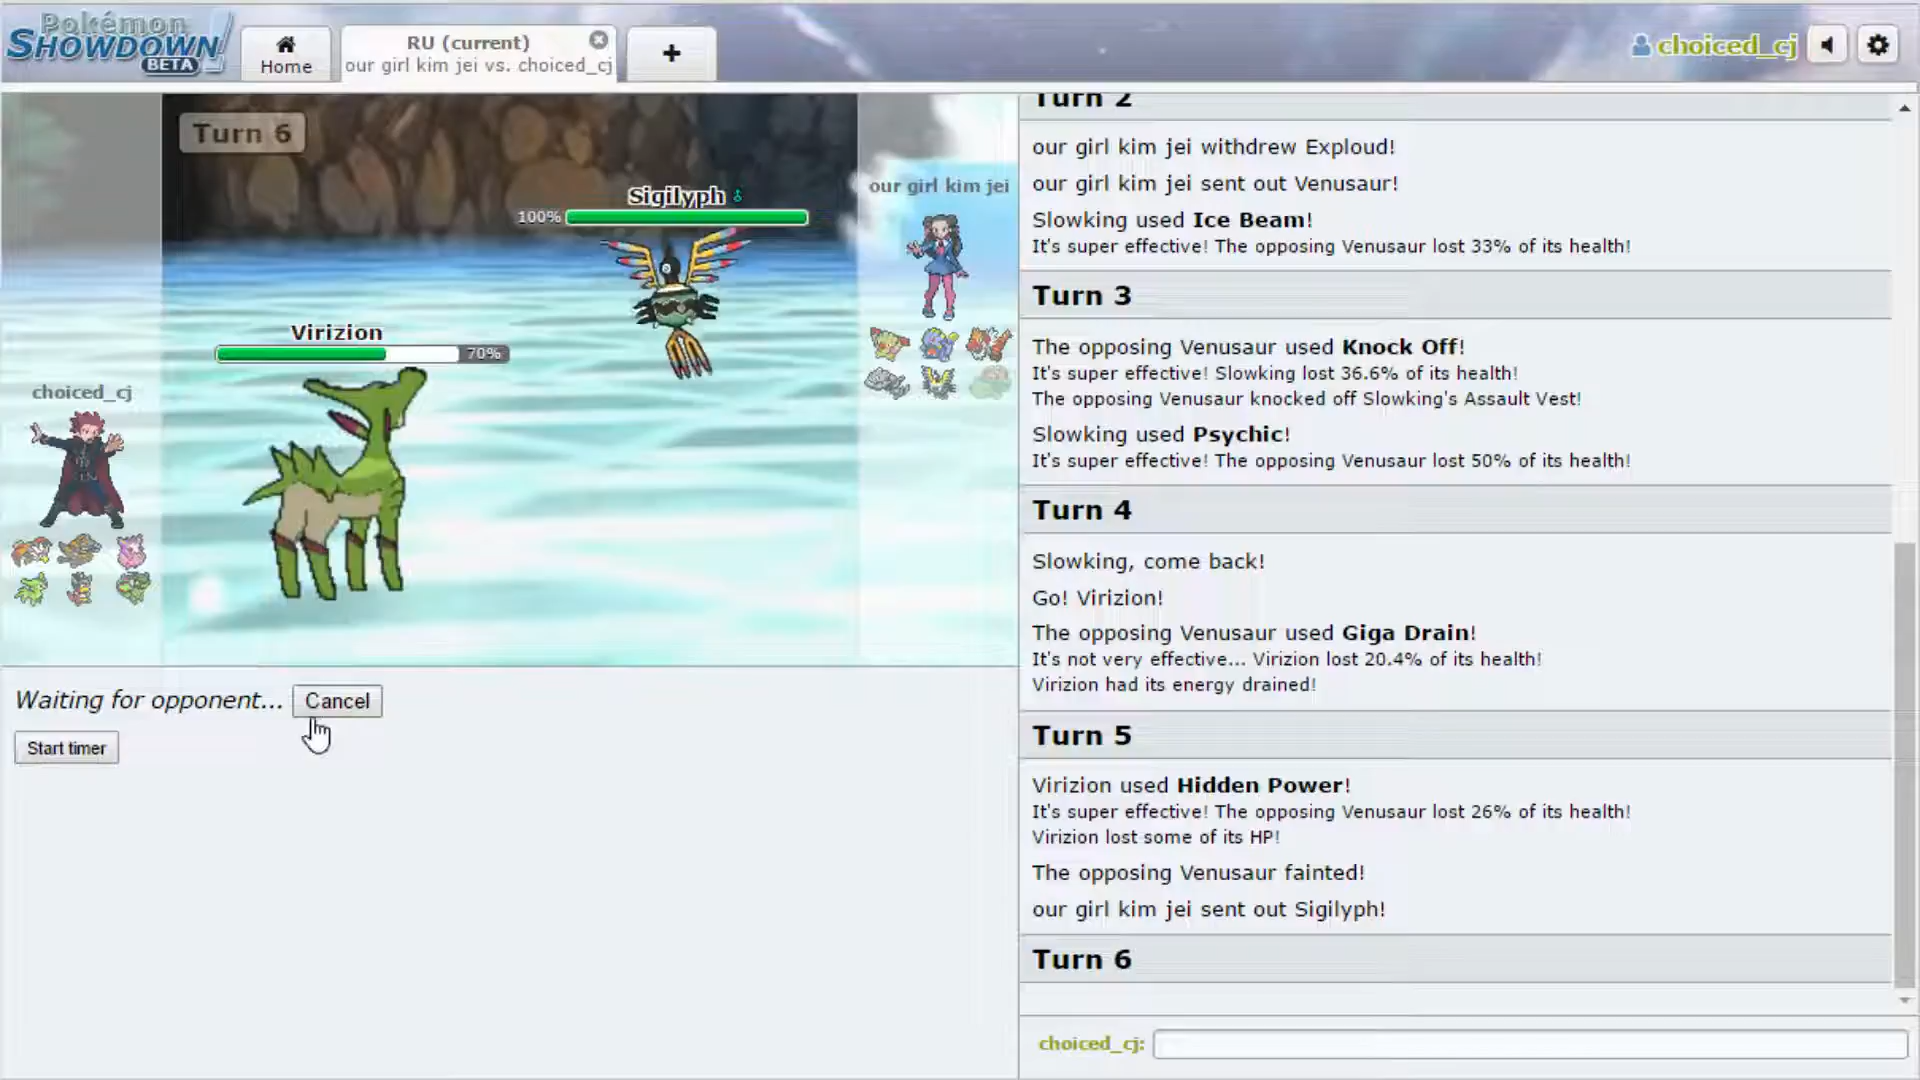 Pokémon
SHOWDOWN!
BETA
Home
RU (current)
our girl kim jei vs. choiced_cj
+
choiced_cj
Turn 6
Sigilyph
100%
Virizion
70%
our girl kim jei
choiced_cj
Waiting for opponent... Cancel
Start timer
Turn 2
our girl kim jei withdrew Exploud!
our girl kim jei sent out Venusaur!
Slowking used Ice Beam!
It's super effective! The opposing Venusaur lost 33% of its health!
Turn 3
The opposing Venusaur used Knock Off!
It's super effective! Slowking lost 36.6% of its health!
The opposing Venusaur knocked off Slowking's Assault Vest!
Slowking used Psychic!
It's super effective! The opposing Venusaur lost 50% of its health!
Turn 4
Slowking, come back!
Go! Virizion!
The opposing Venusaur used Giga Drain!
It's not very effective... Virizion lost 20.4% of its health!
Virizion had its energy drained!
Turn 5
Virizion used Hidden Power!
It's super effective! The opposing Venusaur lost 26% of its health!
Virizion lost some of its HP!
The opposing Venusaur fainted!
our girl kim jei sent out Sigilyph!
Turn 6
choiced_cj: